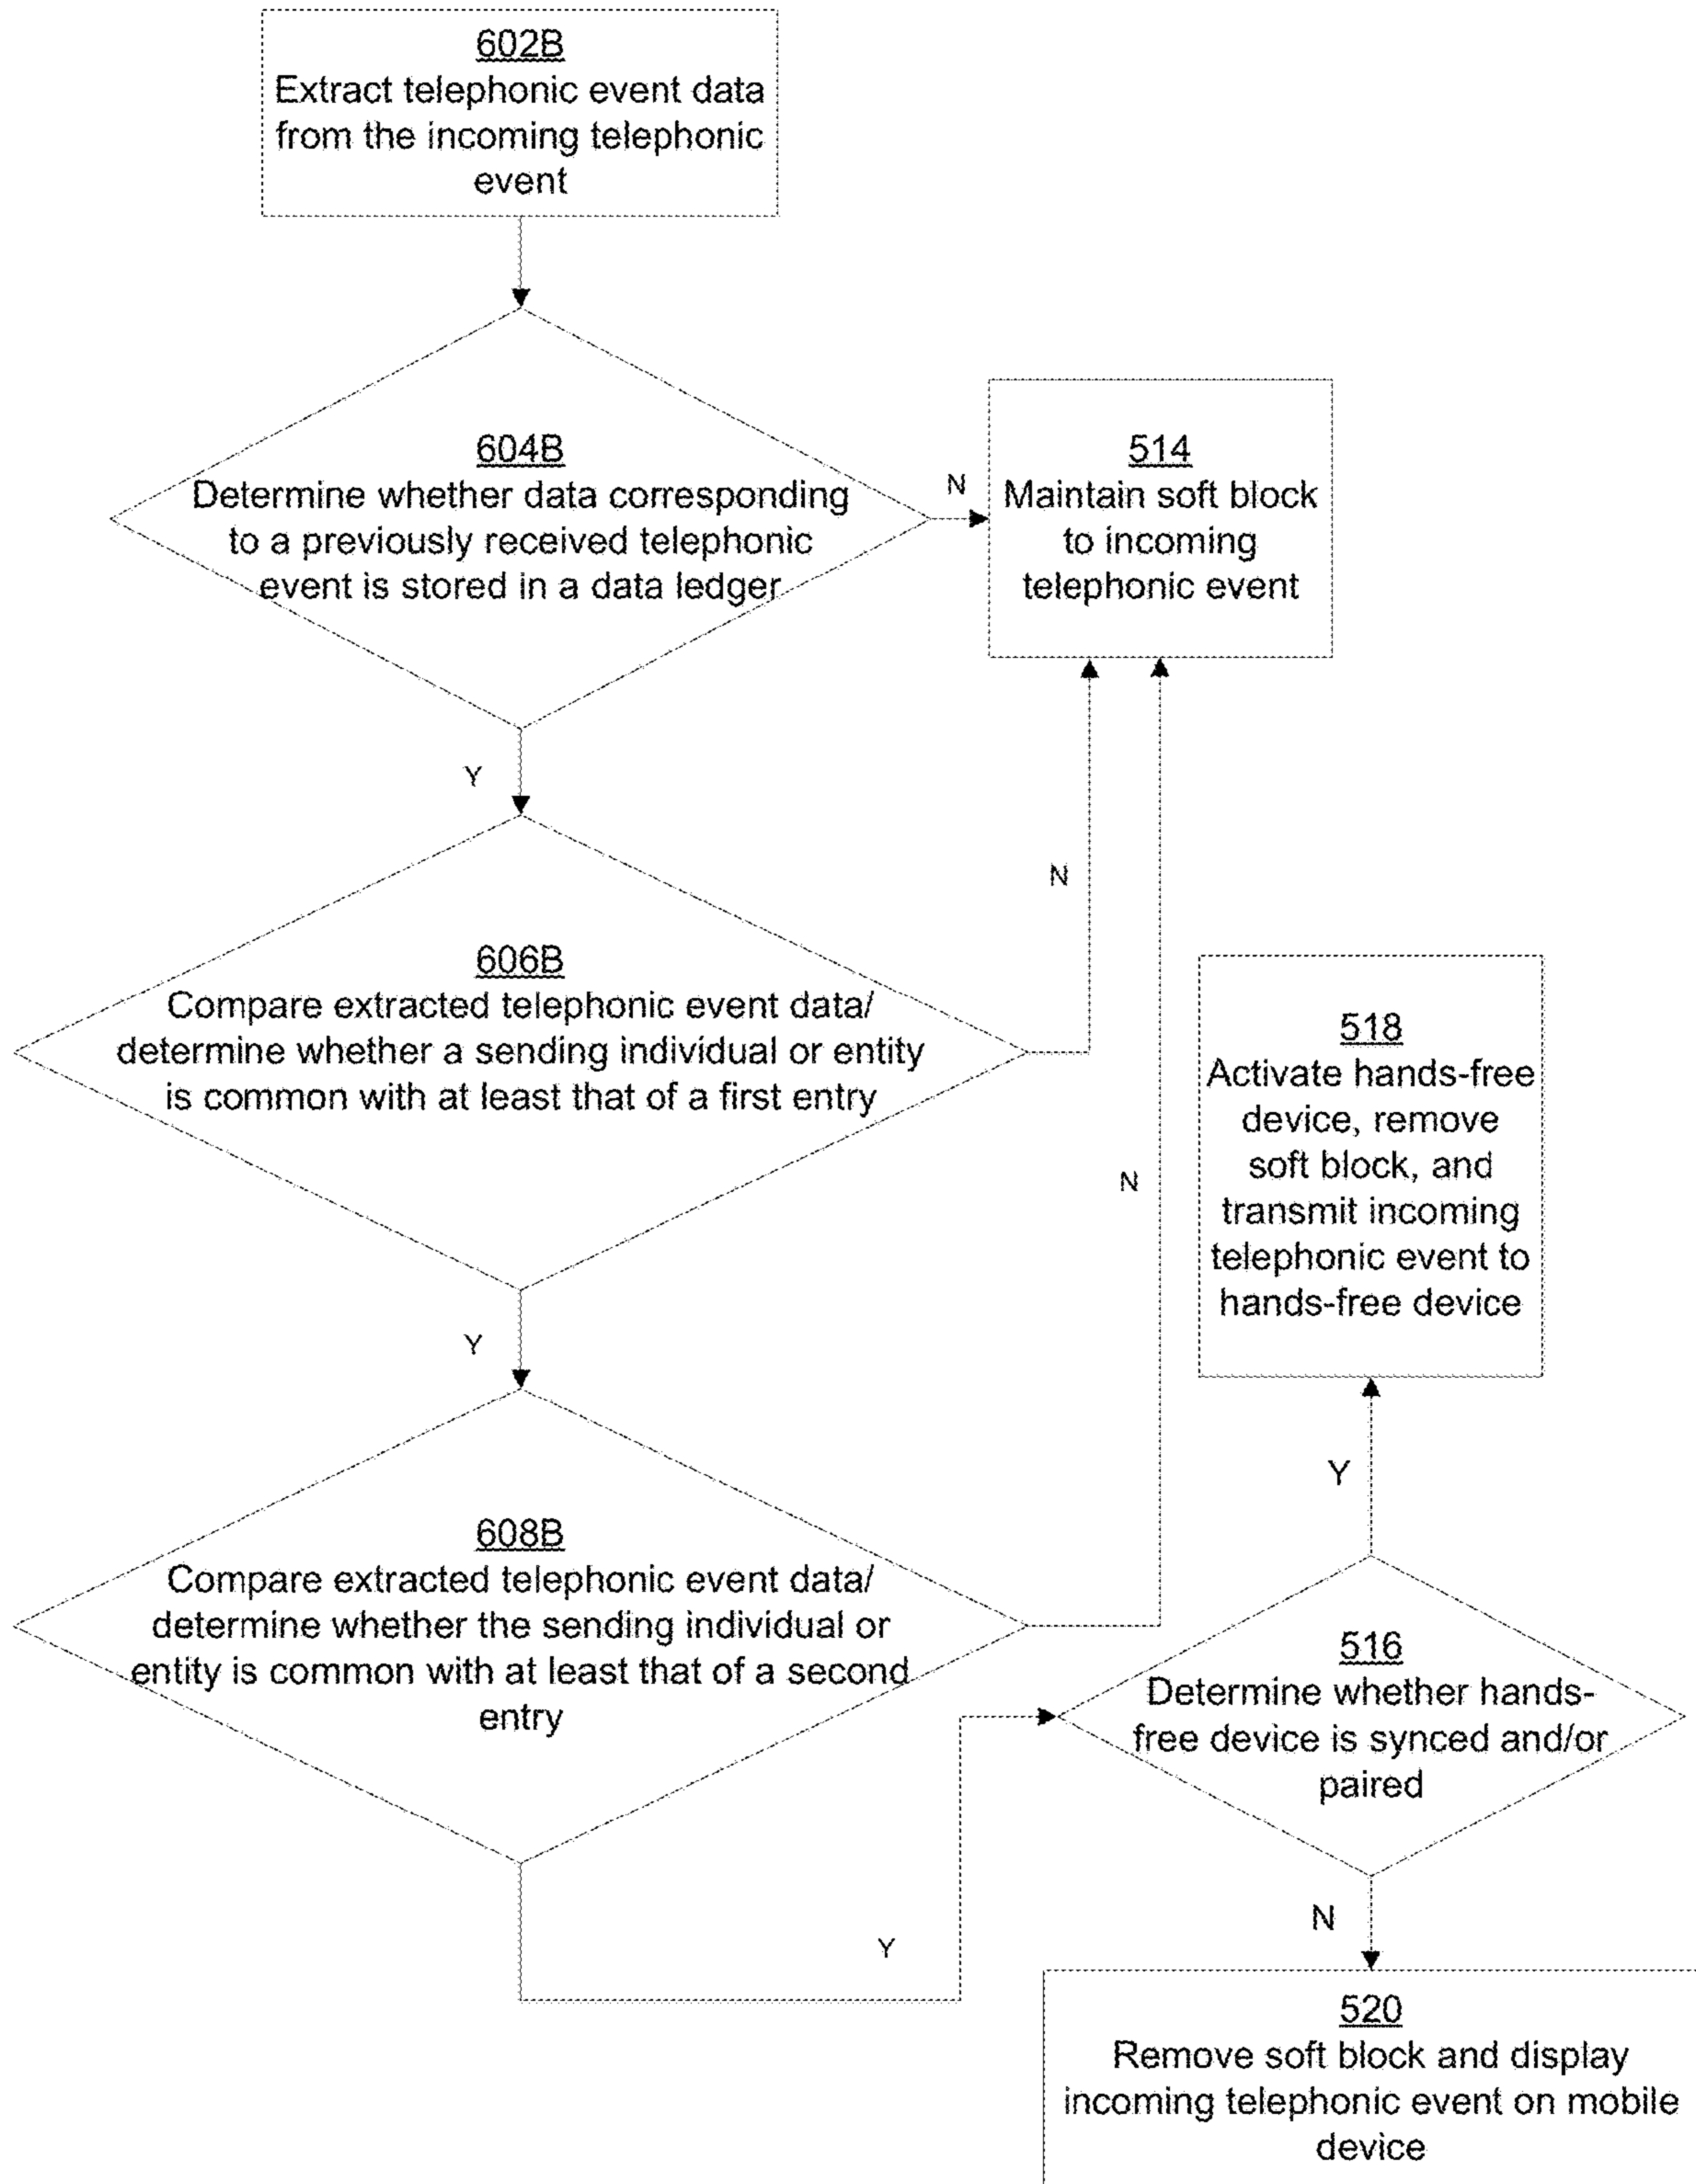 602B
Extract telephonic event data
from the incoming telephonic
event
604B
Determine whether data corresponding
to a previously received telephonic
event is stored in a data ledger
N
514
Maintain soft block
to incoming
telephonic event
Y
606B
Compare extracted telephonic event data/
determine whether a sending individual or entity
is common with at least that of a first entry
N
518
Activate hands-free
device, remove
soft block, and
transmit incoming
telephonic event to
hands-free device
N
Y
608B
Compare extracted telephonic event data/
determine whether the sending individual or
entity is common with at least that of a second
entry
Y
516
Determine whether hands-
free device is synced and/or
paired
Y
N
520
Remove soft block and display
incoming telephonic event on mobile
device